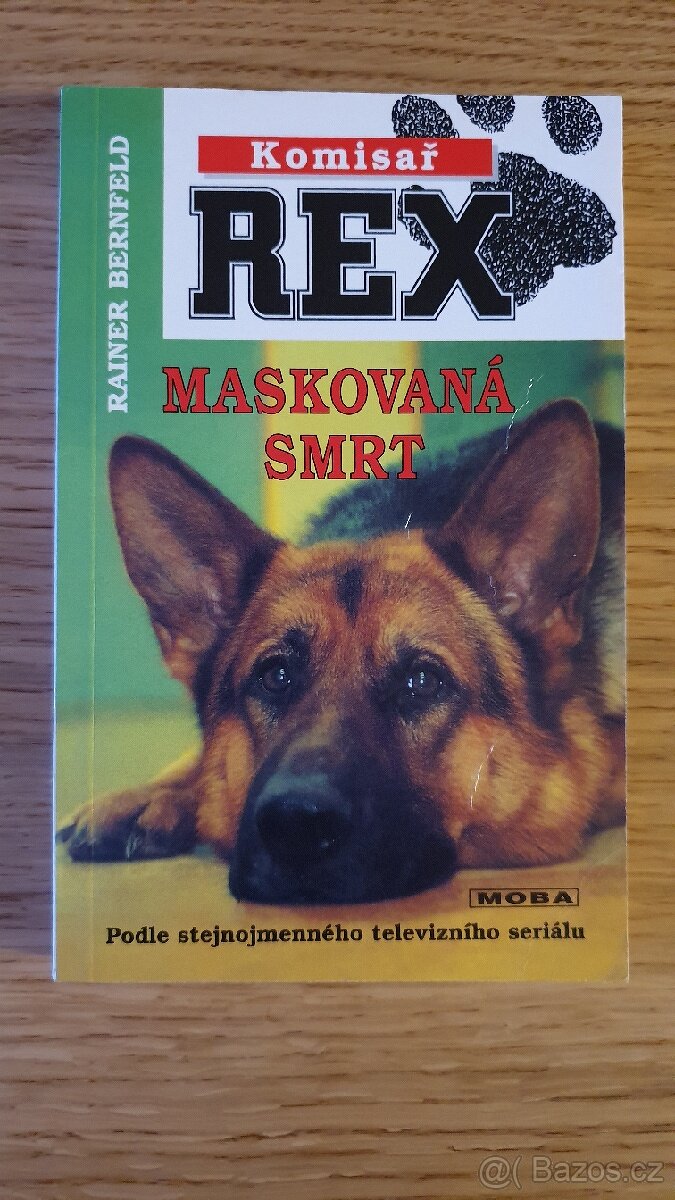 Komisař
REX
RAINER BERNFELD
MASKOVANÁ
SMRT
MOBA
Podle stejnojmenného televizního seriálu
@ Bazos.cz